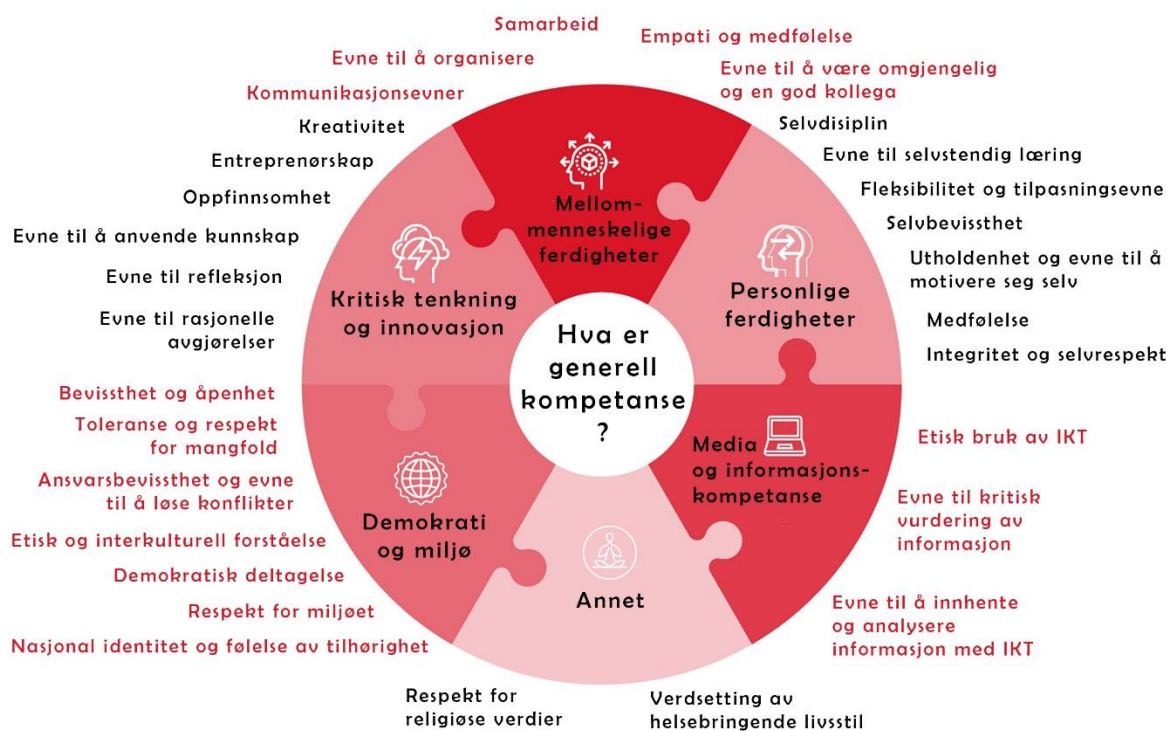 Samarbeid
Evne til å organisere
Kommunikasjonsevner
Empati og medfølelse
Evne til å være omgjengelig
og en god kollega
Mellom-
menneskelige
ferdigheter
Selvdisiplin
Evne til selvstendig læring
Fleksibilitet og tilpasningsevne
Selvbevissthet
Utholdenhet og evne til å
motivere seg selv
Medfølelse
Integritet og selvrespekt
Personlige
ferdigheter
Kreativitet
Entreprenørskap
Oppfinnsomhet
Evne til å anvende kunnskap
Evne til refleksjon
Evne til rasjonelle
avgjørelser
Kritisk tenkning
og innovasjon
Hva er
generell
kompetanse
?
Bevissthet og åpenhet
Toleranse og respekt
for mangfold
Ansvarsbevissthet og evne
til å løse konflikter
Etisk og interkulturell forståelse
Demokratisk deltagelse
Respekt for miljøet
Nasjonal identitet og følelse av tilhørighet
Demokrati
og miljø
Media
og informasjons-
kompetanse
Etisk bruk av IKT
Evne til kritisk
vurdering av
informasjon
Evne til å innhente
og analysere
informasjon med IKT
Annet
Respekt for
religiøse verdier
Verdsetting av
helsebringende livsstil